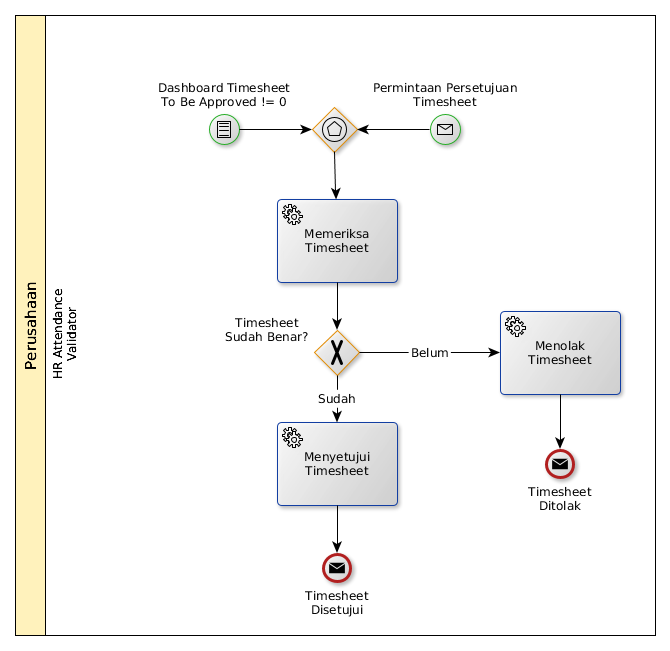 Perusahaan
HR Attendance
Validator
Dashboard Timesheet
To Be Approved != 0
Permintaan Persetujuan
Timesheet
Memeriksa
Timesheet
Timesheet
Sudah Benar?
Belum
Menolak
Timesheet
Sudah
Menyetujui
Timesheet
Timesheet
Ditolak
Timesheet
Disetujui